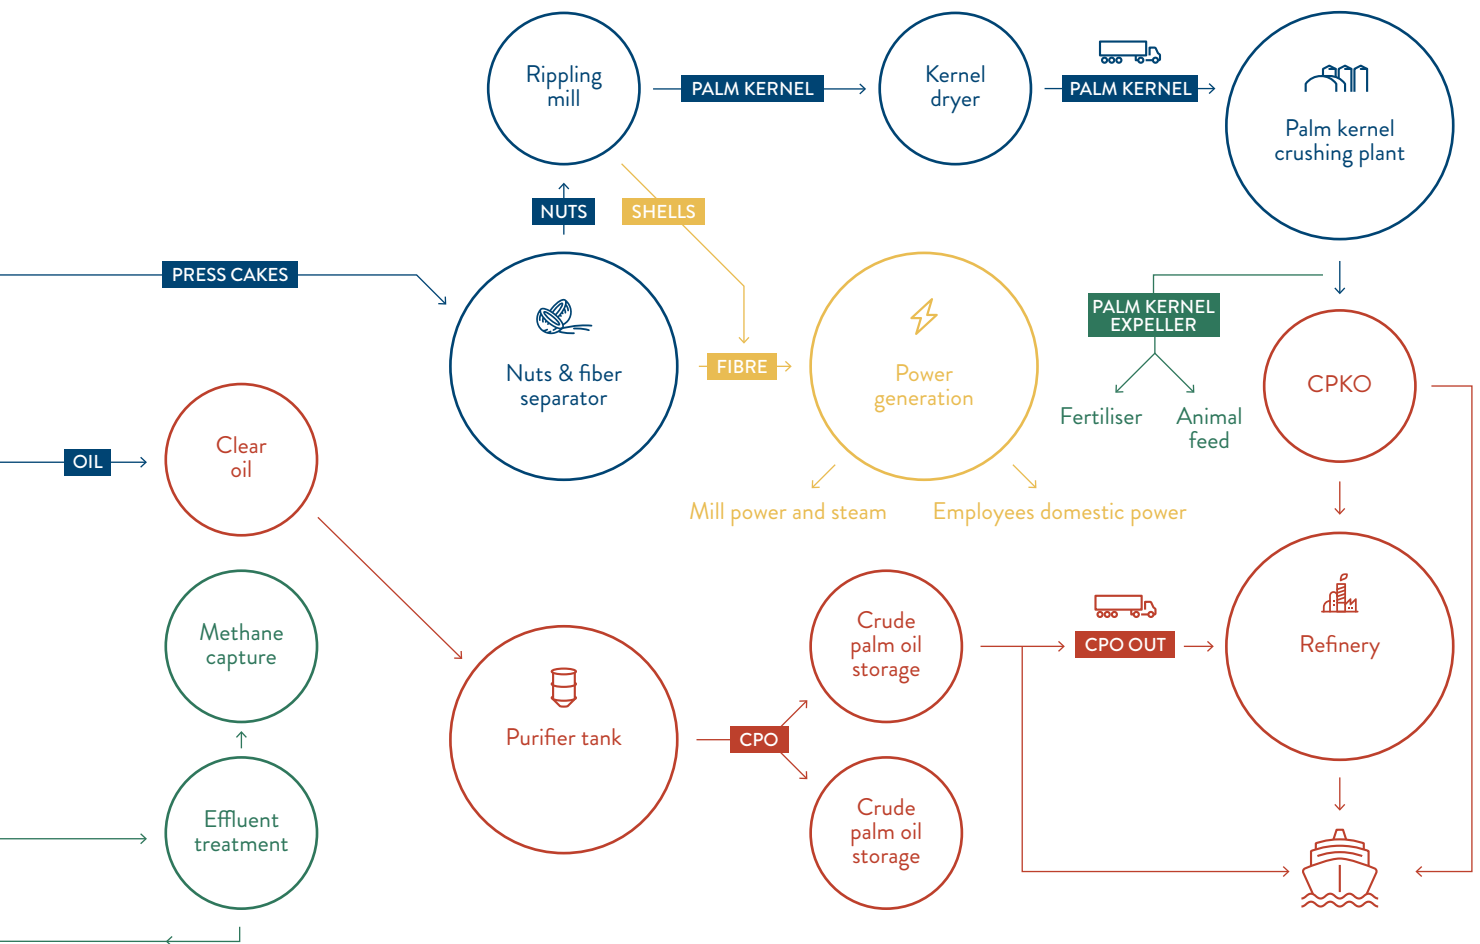 Rippling
mill
PALM KERNEL
Kernel
dryer
PALM KERNEL
Palm kernel
crushing plant
NUTS
SHELLS
PRESS CAKES
Nuts & fiber
separator
FIBRE
Power
generation
PALM KERNEL
EXPELLER
Fertiliser
Animal
feed
CPKO
Mill power and steam
Employees domestic power
OIL
Clear
oil
Methane
capture
Effluent
treatment
Purifier tank
CPO
Crude
palm oil
storage
Crude
palm oil
storage
CPO OUT
Refinery